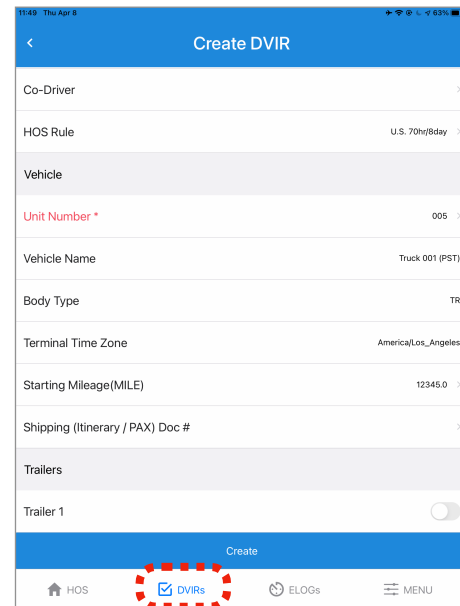 11:49 Thu Apr 8 63%
Create DVIR
Co-Driver
HOS Rule U.S. 70hr/8day
Vehicle
Unit Number * 005
Vehicle Name Truck 001 (PST)
Body Type TR
Terminal Time Zone America/Los_Angeles
Starting Mileage(MILE) 12345.0
Shipping (Itinerary / PAX) Doc #
Trailers
Trailer 1
Create
HOS DVIRs ELOGs MENU